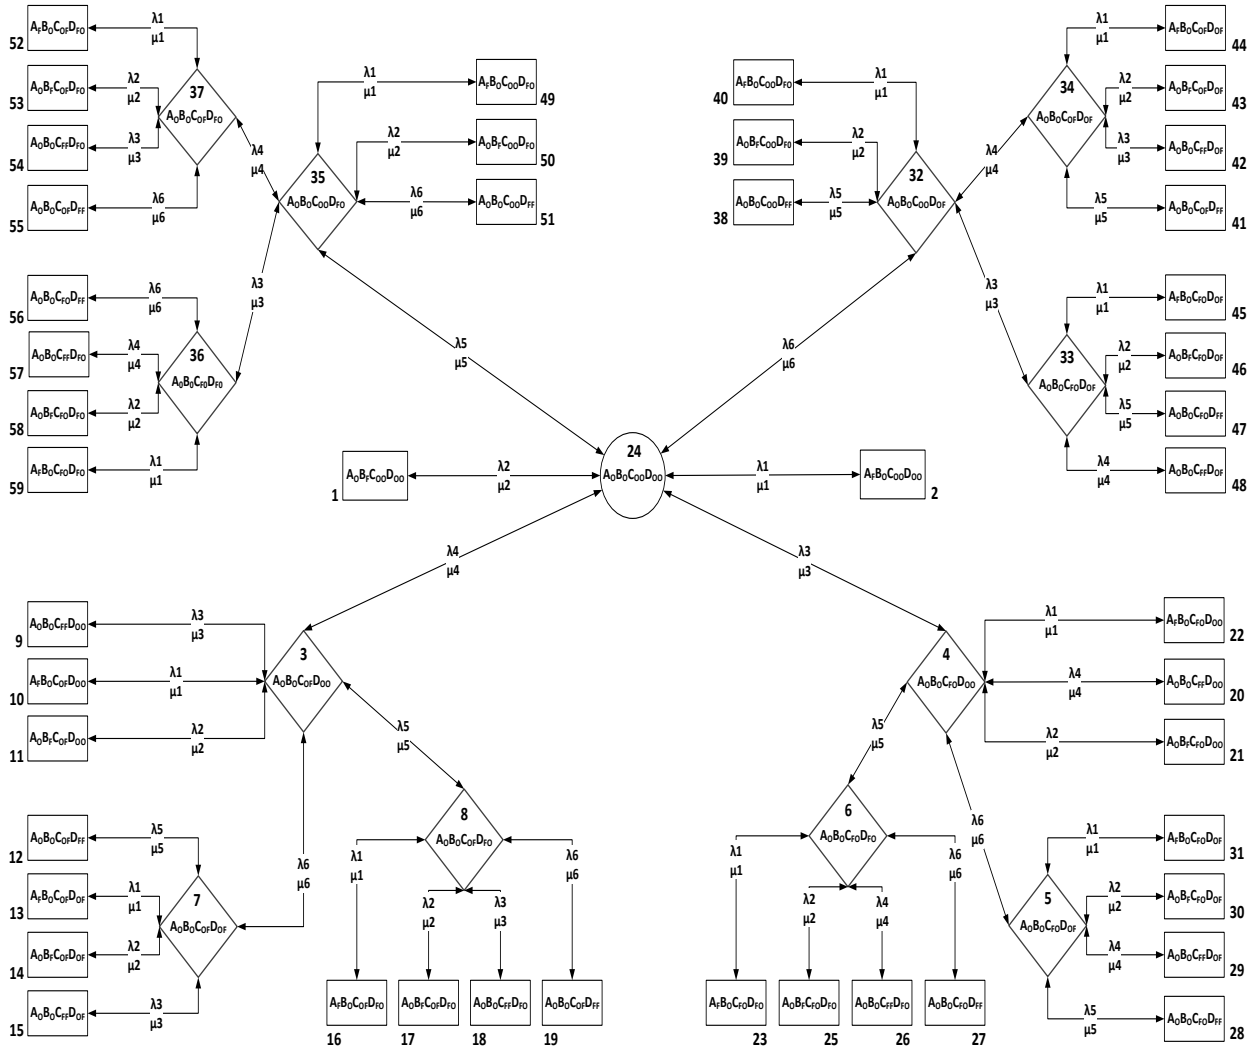 52 AFBOCOFDFO λ1 μ1
53 AOBFCOFDFO λ2 μ2
54 AOBOCFFDFO λ3 μ3
55 AOBOCOFDFF λ6 μ6
37
AOBOCOFDFO
λ4
μ4
λ1 μ1 AFBOCOODFO 49
λ2 μ2 AOBFCOODFO 50
λ6 μ6 AOBOCOODFF 51
35
AOBOCOODFO
λ3
μ3
56 AOBOCFODFF λ6 μ6
57 AOBOCFFDFO λ4 μ4
58 AOBFCFODFO λ2 μ2
59 AFBOCFODFO λ1 μ1
36
AOBOCFODFO
λ5
μ5
40 AFBOCOODOF λ1 μ1
39 AOBFCOODOF λ2 μ2
38 AOBOCOODFF λ5 μ5
32
AOBOCOODOF
λ4
μ4
34
AOBOCOFDOF
λ1 μ1 AFBOCOFDOF 44
λ2 μ2 AOBFCOFDOF 43
λ3 μ3 AOBOCFFDOF 42
λ5 μ5 AOBOCOFDFF 41
λ3
μ3
33
AOBOCFODOF
λ1 μ1 AFBOCFODOF 45
λ2 μ2 AOBFCFODOF 46
λ5 μ5 AOBOCFODFF 47
λ4 μ4 AOBOCFFDOF 48
λ6
μ6
24
AOBOCOODOO
1 AOBFCOODOO λ2 μ2
λ1 μ1 AFBOCOODOO 2
λ4
μ4
λ3
μ3
9 AOBOCFFDOO λ3 μ3
10 AFBOCOFDOO λ1 μ1
11 AOBFCOFDOO λ2 μ2
3
AOBOCOFDOO
λ5
μ5
λ6
μ6
12 AOBOCOFDFF λ5 μ5
13 AFBOCOFDOF λ1 μ1
14 AOBFCOFDOF λ2 μ2
15 AOBOCFFDOF λ3 μ3
7
AOBOCOFDOF
8
AOBOCOFDFO
λ1 μ1 AFBOCOFDFO 16
λ2 μ2 AOBFCOFDFO 17
λ3 μ3 AOBOCFFDFO 18
λ6 μ6 AOBOCOFDFF 19
4
AOBOCFODOO
λ1 μ1 AFBOCFODOO 22
λ4 μ4 AOBOCFFDOO 20
λ2 μ2 AOBFCFODOO 21
λ5
μ5
λ6
μ6
6
AOBOCFODFO
λ1 μ1 AFBOCFODFO 23
λ2 μ2 AOBFCFODFO 25
λ4 μ4 AOBOCFFDFO 26
λ6 μ6 AOBOCFODFF 27
5
AOBOCFODOF
λ1 μ1 AFBOCFODOF 31
λ2 μ2 AOBFCFODOF 30
λ4 μ4 AOBOCFFDOF 29
λ5 μ5 AOBOCFODFF 28